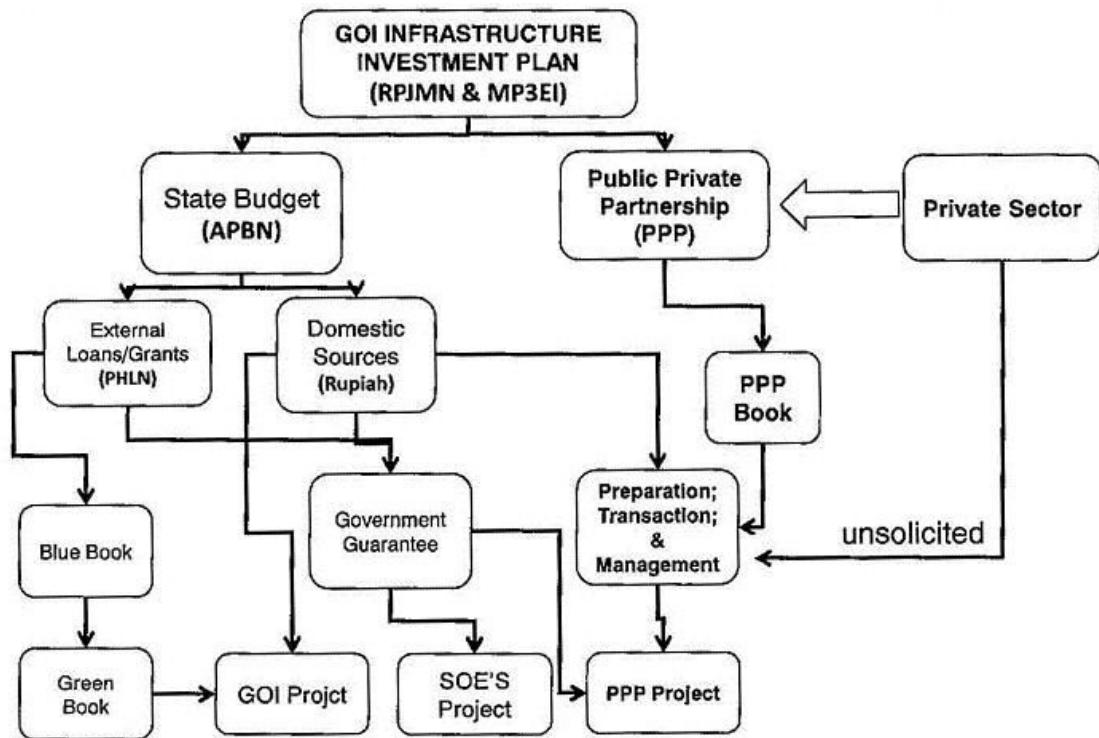 GOI INFRASTRUCTURE
INVESTMENT PLAN
(RPJMN & MP3EI)
State Budget
(APBN)
Public Private
Partnership
(PPP)
Private Sector
External
Loans/Grants
(PHLN)
Domestic
Sources
(Rupiah)
PPP
Book
Blue Book
Government
Guarantee
Preparation;
Transaction;
&
Management
unsolicited
Green
Book
GOI Projct
SOE'S
Project
PPP Project